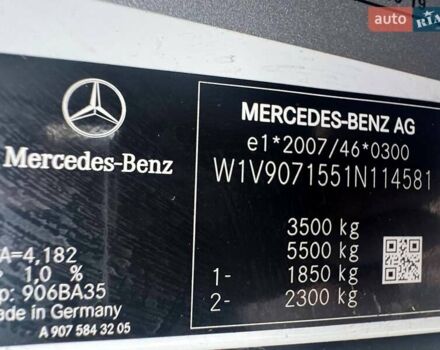 auto RIA
MERCEDES-BENZ AG
e1*2007/46*0300
W1V9071551N114581
Mercedes-Benz
3500 kg
5500 kg
1- 1850 kg
2- 2300 kg
A=4,182
1.0 %
p: 906BA35
Made in Germany
A 907 584 32 05